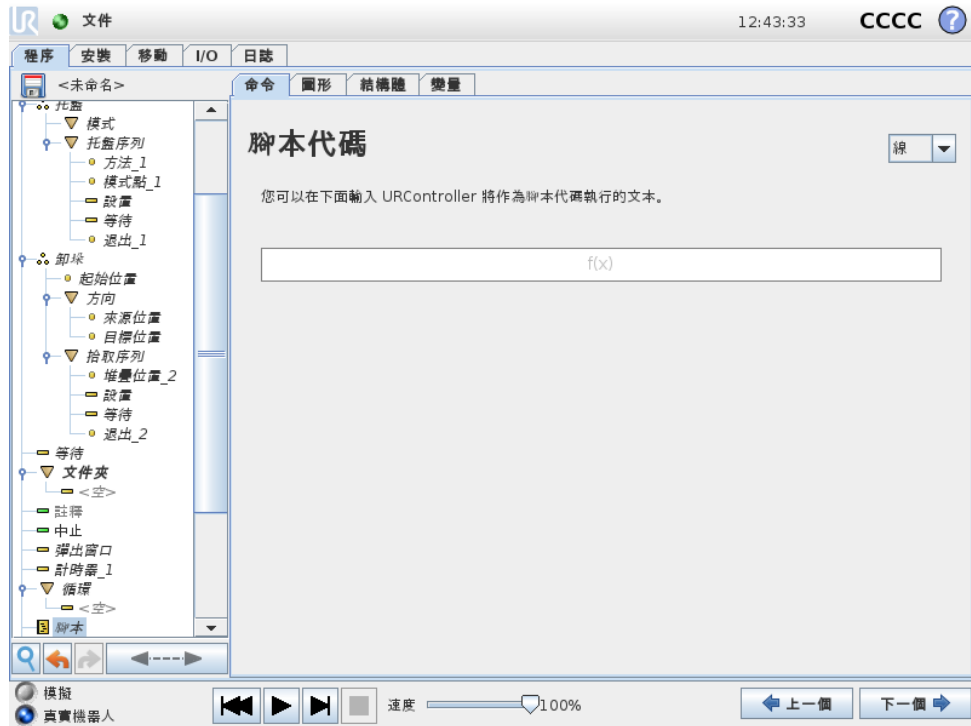 UR 文件 12:43:33 CCCC ?
程序 安裝 移動 I/O 日誌
<未命名>
命令 圖形 結構體 變量
托盤
模式
托盤序列
方法_1
模式點_1
設置
等待
退出_1
卸垛
起始位置
方向
來源位置
目標位置
拾取序列
堆疊位置_2
設置
等待
退出_2
等待
文件夾
<空>
註釋
中止
彈出窗口
計時器_1
循環
<空>
腳本
腳本代碼
線
您可以在下面輸入 URController 將作為腳本代碼執行的文本。
f(x)
模擬
真實機器人
速度 100%
上一個 下一個